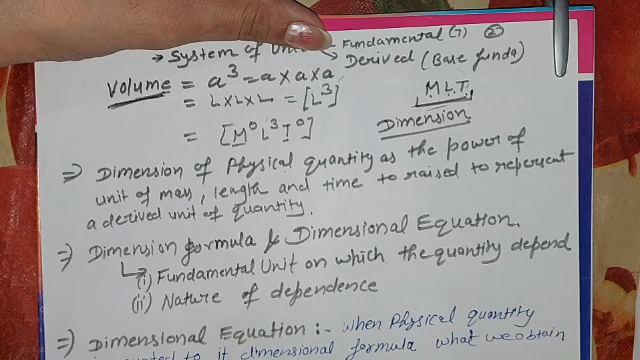 → System of Unit → Fundamental (7) ②
→ Derived (Base funda)
Volume = a³ = a × a × a
= L×L×L = [L³] M.L.T.
= [M⁰ L³ T⁰] Dimension
⇒ Dimension of Physical quantity as the power of
unit of mass, length and time to raised to represent
a derived unit of quantity.
⇒ Dimension formula & Dimensional Equation.
↳ (i) Fundamental Unit on which the quantity depend
(ii) Nature of dependence
⇒ Dimensional Equation :- when Physical quantity
to it dimensional formula what we obtain